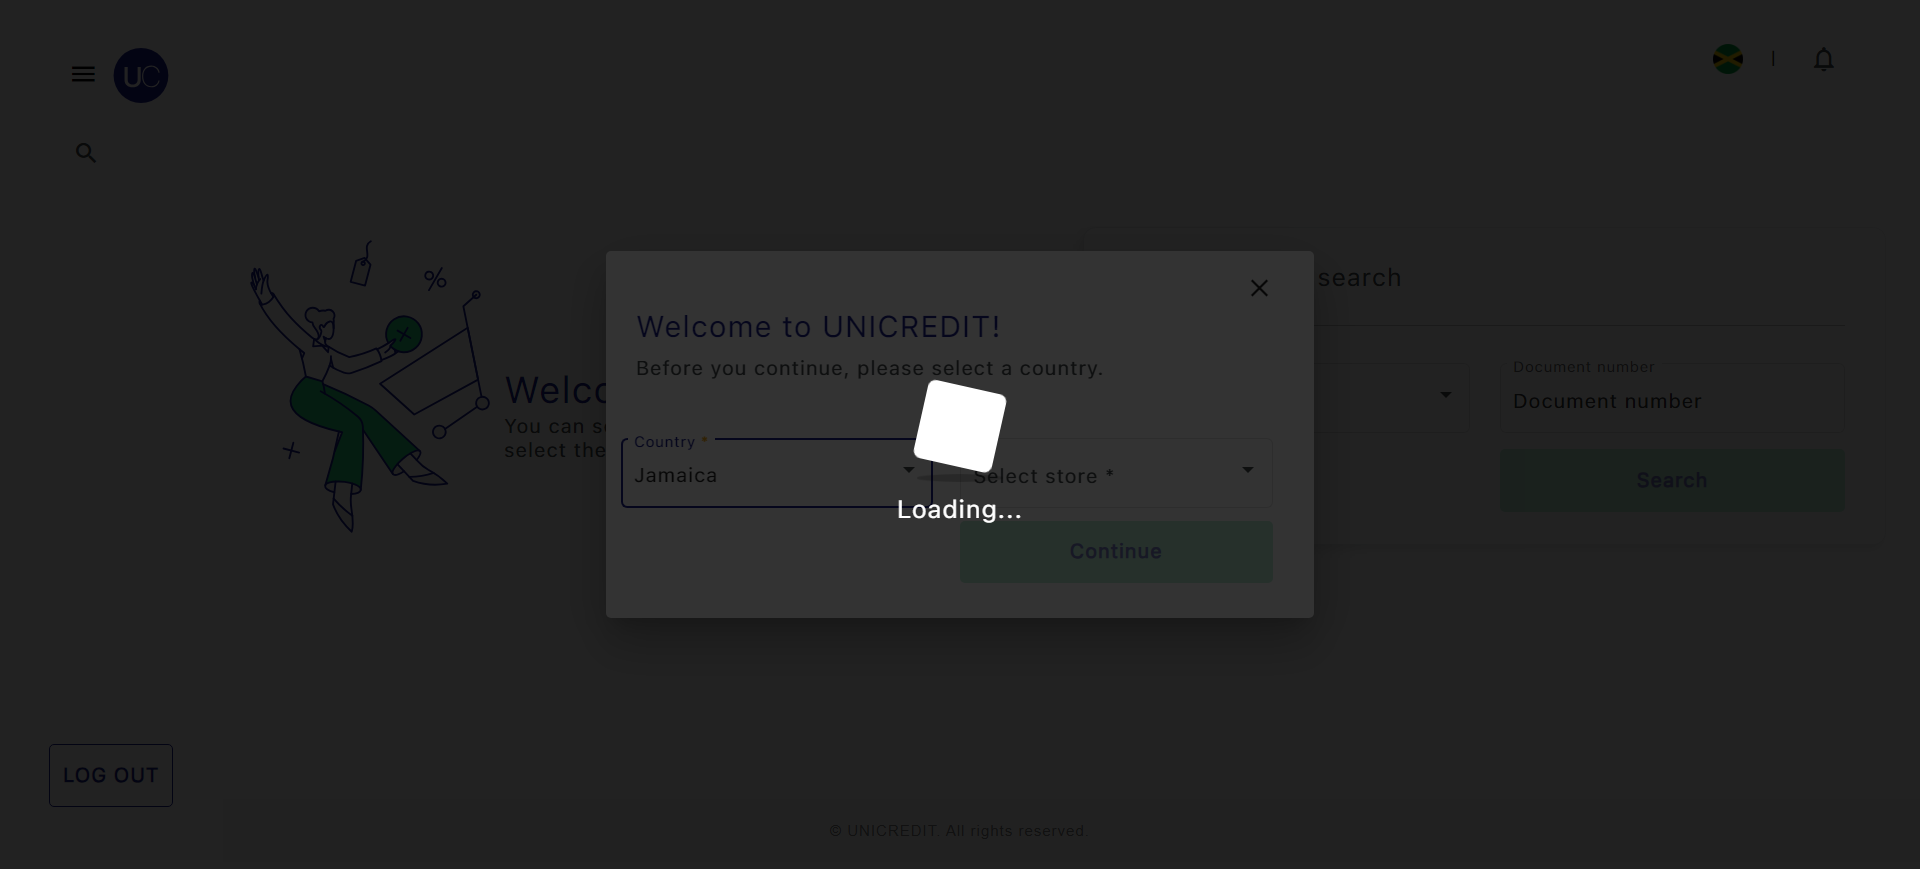 UC
search
Welcome to UNICREDIT!
Before you continue, please select a country.
Document number
Document number
You can
select the
Country *
Jamaica
Select store *
Search
Loading...
Continue
LOG OUT
© UNICREDIT. All rights reserved.